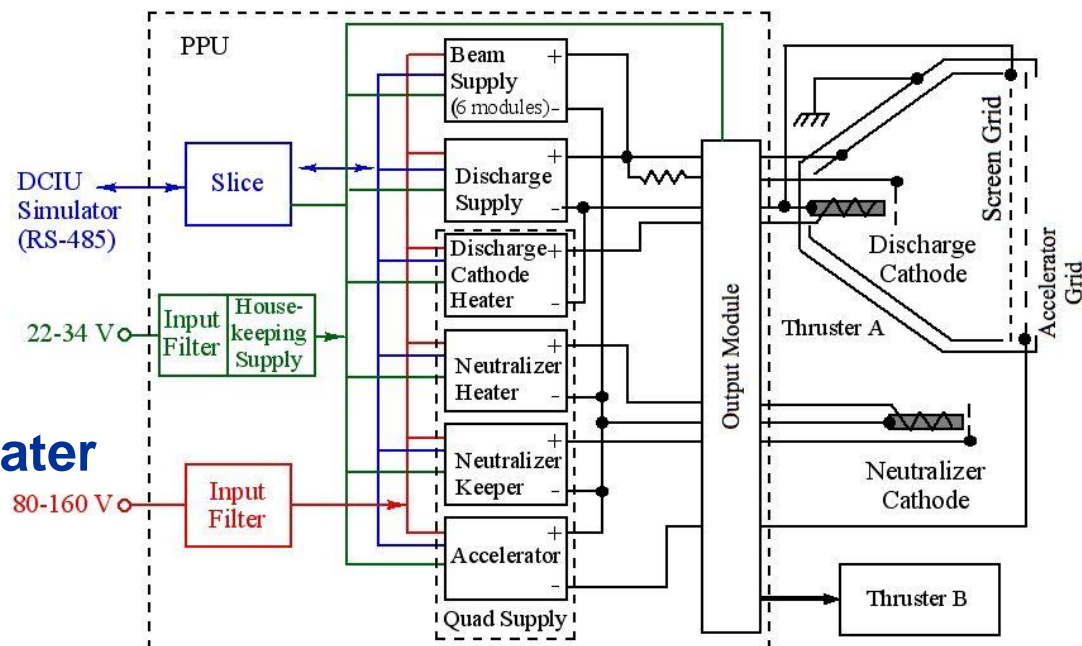 PPU
Beam +
Supply
(6 modules) -
DCIU
Simulator
(RS-485)
Slice
Discharge +
Supply -
Discharge +
Cathode
Heater -
22-34 V
Input
Filter
House-
keeping
Supply
Neutralizer +
Heater -
ater
80-160 V
Input
Filter
Neutralizer +
Keeper -
Accelerator +
-
Quad Supply
Output Module
Screen Grid
Accelerator
Grid
Discharge
Cathode
Thruster A
Neutralizer
Cathode
Thruster B